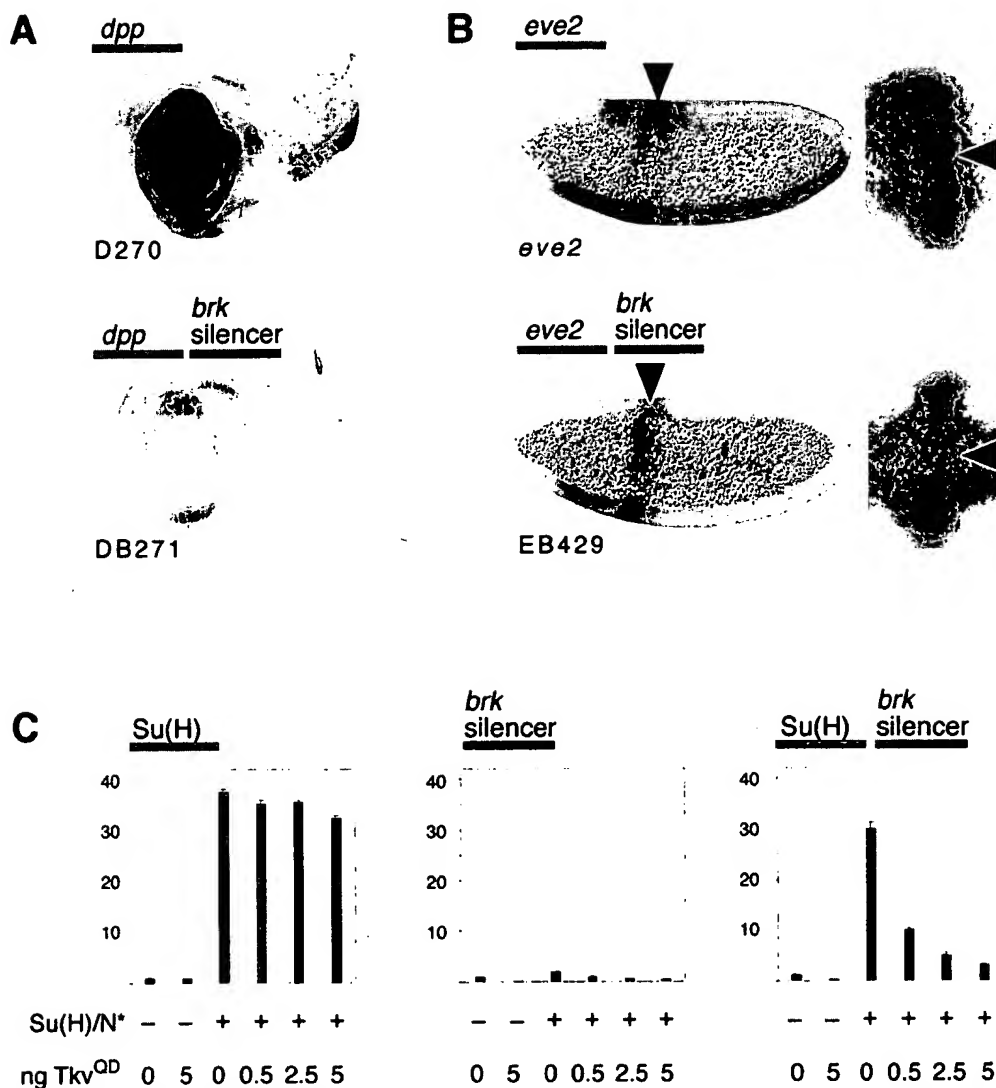 A
dpp
D270
dpp
brk
silencer
DB271
B
eve2
eve2
eve2
brk
silencer
EB429
C
Su(H)
40
30
20
10
brk
silencer
40
30
20
10
Su(H)
brk
silencer
40
30
20
10
Su(H)/N* – – + + + + – – + + + + – – + + + +
ng Tkv^QD 0 5 0 0.5 2.5 5 0 5 0 0.5 2.5 5 0 5 0 0.5 2.5 5